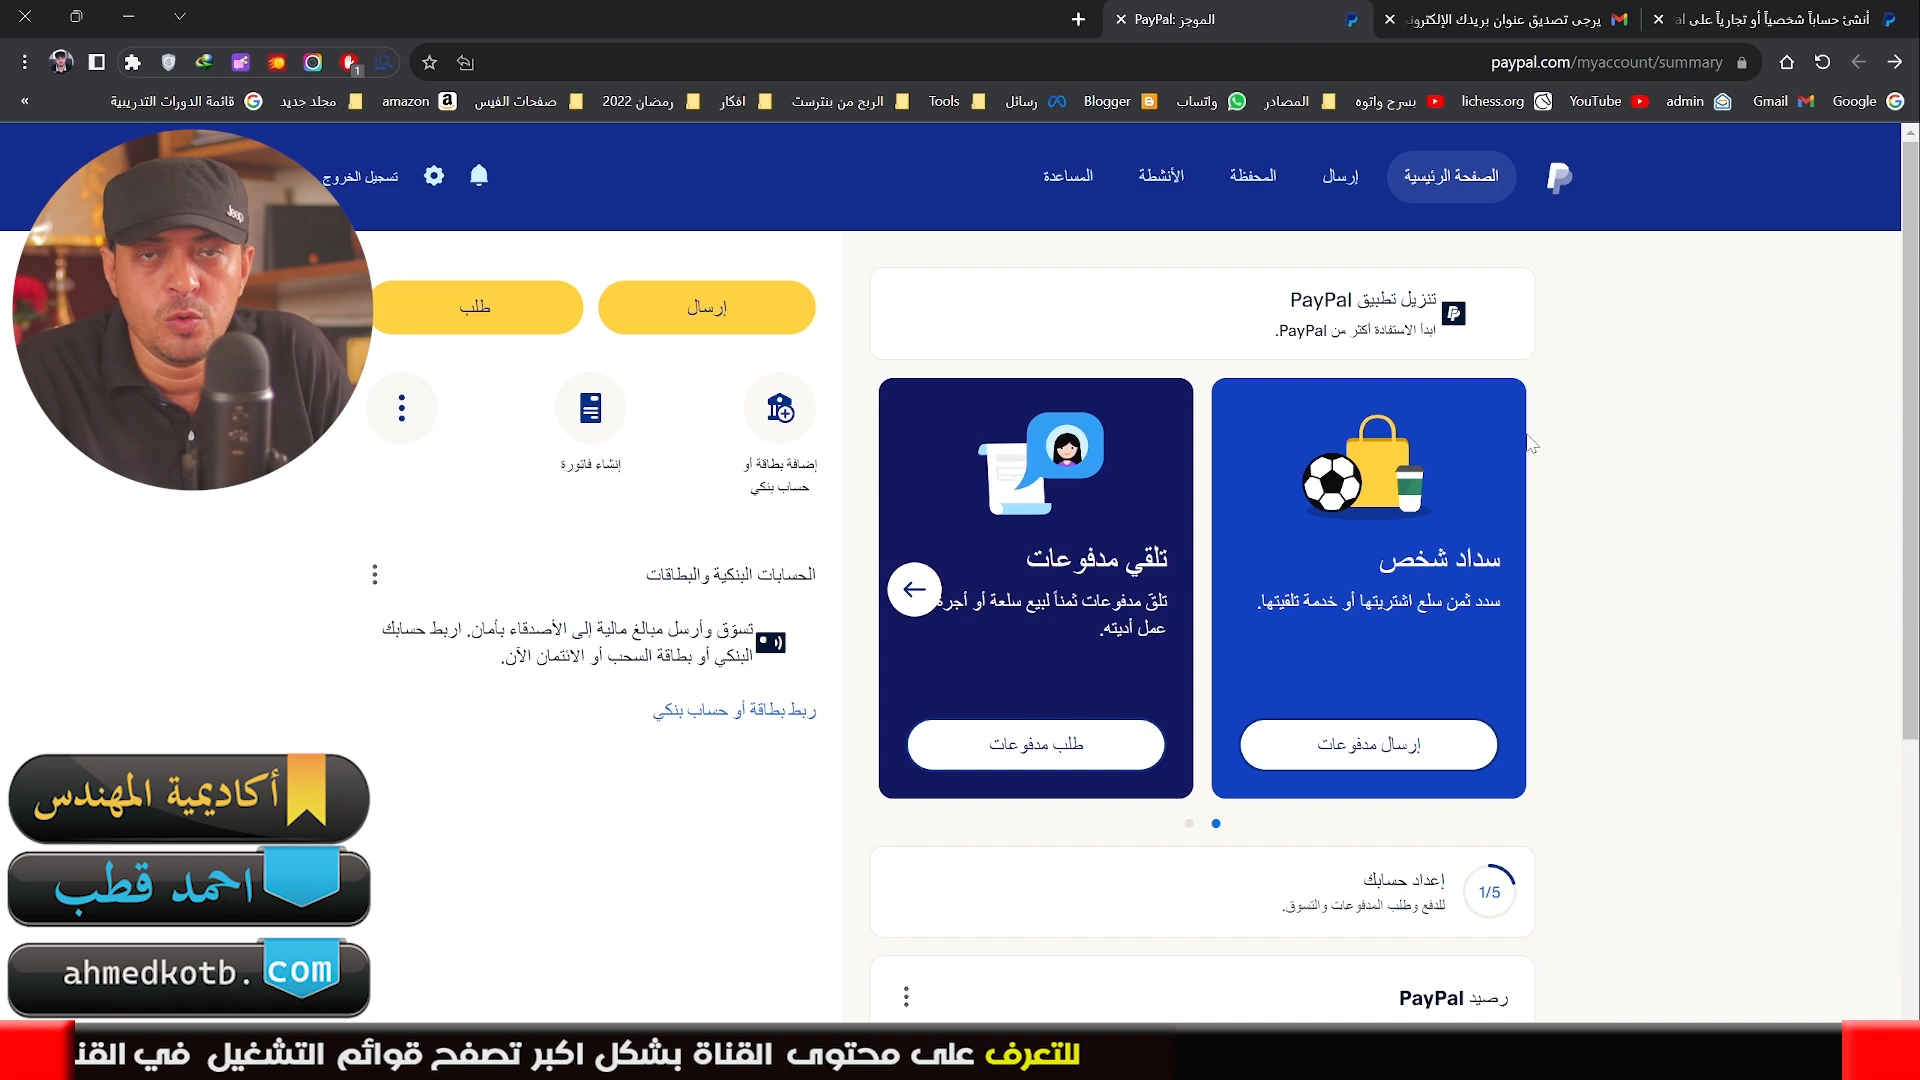 أنشئ حساباً شخصياً أو تجارياً على
يرجى تصديق عنوان بريدك الإلكترونـ
PayPal: الموجز
paypal.com/myaccount/summary
1
Google
Gmail
admin
YouTube
lichess.org
بسرح واتوه
المصادر
واتساب
Blogger
رسائل
Tools
الربح من بنترست
افكار
رمضان 2022
صفحات الفيس
amazon
مجلد جديد
قائمة الدورات التدريبية
«
الصفحة الرئيسية
إرسال
المحفظة
الأنشطة
المساعدة
تسجيل الخروج
Jeep
تنزيل تطبيق PayPal
ابدأ الاستفادة أكثر من PayPal.
سداد شخص
سدد ثمن سلع اشتريتها أو خدمة تلقيتها.
إرسال مدفوعات
تلقي مدفوعات
تلقَ مدفوعات ثمناً لبيع سلعة أو أجرة
عمل أديته.
طلب مدفوعات
1/5
إعداد حسابك
للدفع وطلب المدفوعات والتسوق.
رصيد PayPal
إرسال
طلب
إضافة بطاقة أو
حساب بنكي
إنشاء فاتورة
الحسابات البنكية والبطاقات
تسوّق وأرسل مبالغ مالية إلى الأصدقاء بأمان. اربط حسابك
البنكي أو بطاقة السحب أو الائتمان الآن.
ربط بطاقة أو حساب بنكي
أكاديمية المهندس
احمد قطب
ahmedkotb.com
للتعرف على محتوى القناة بشكل اكبر تصفح قوائم التشغيل في القنـ